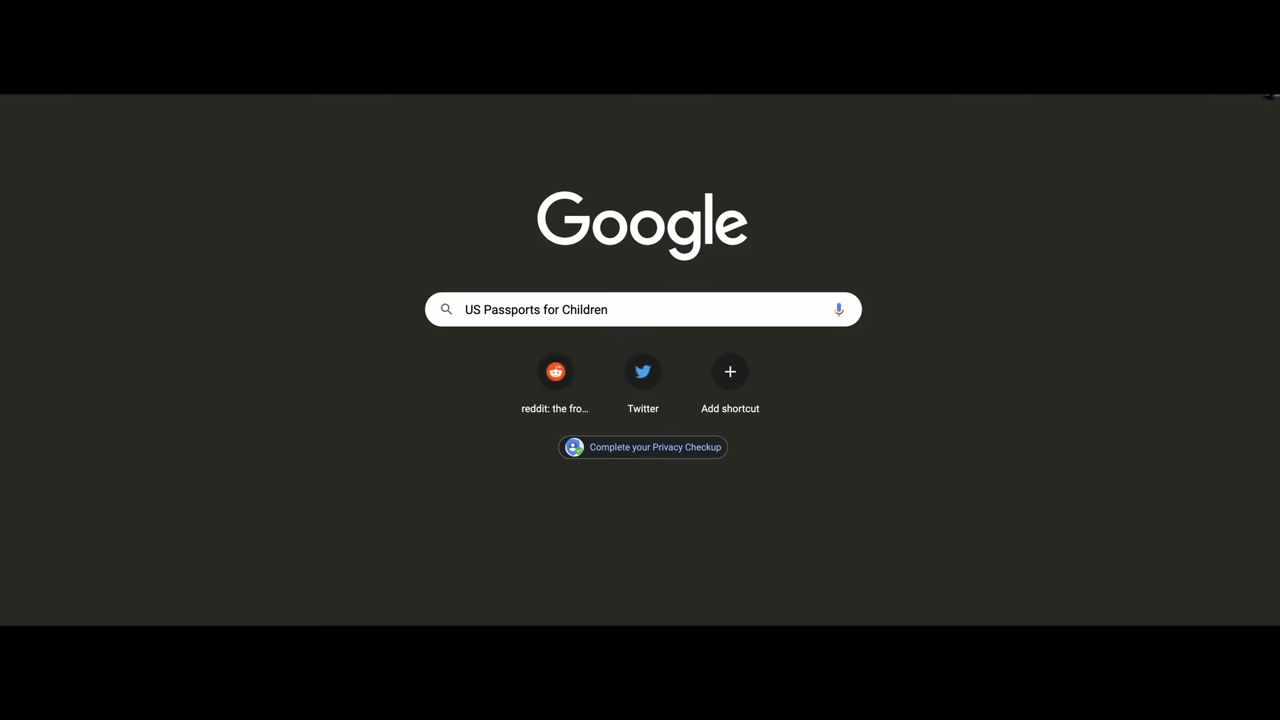 Google
US Passports for Children
reddit: the fro...
Twitter
Add shortcut
Complete your Privacy Checkup